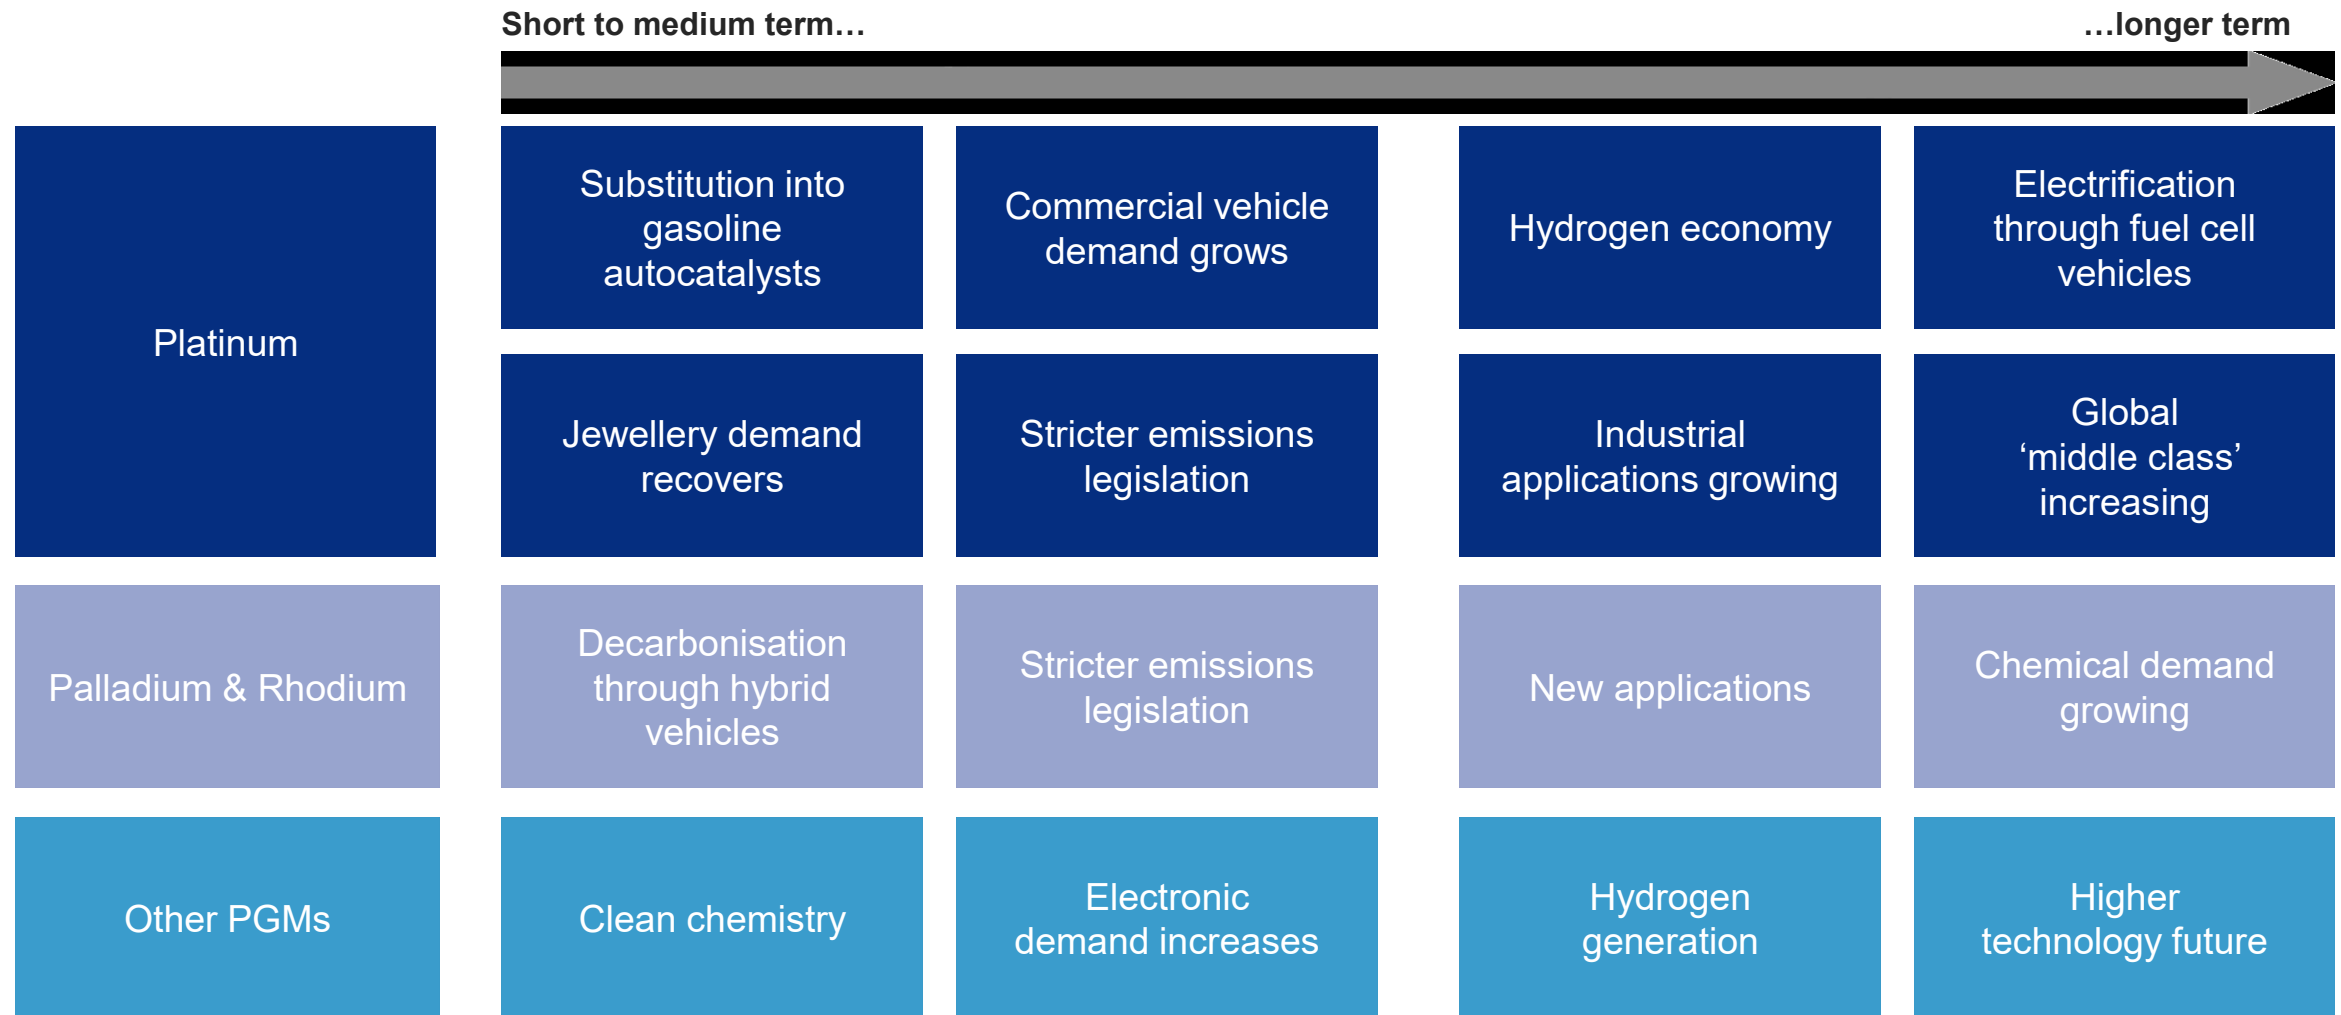 Short to medium term…
…longer term
Platinum
Substitution into
gasoline
autocatalysts
Commercial vehicle
demand grows
Hydrogen economy
Electrification
through fuel cell
vehicles
Jewellery demand
recovers
Stricter emissions
legislation
Industrial
applications growing
Global
‘middle class’
increasing
Palladium & Rhodium
Decarbonisation
through hybrid
vehicles
Stricter emissions
legislation
New applications
Chemical demand
growing
Other PGMs
Clean chemistry
Electronic
demand increases
Hydrogen
generation
Higher
technology future